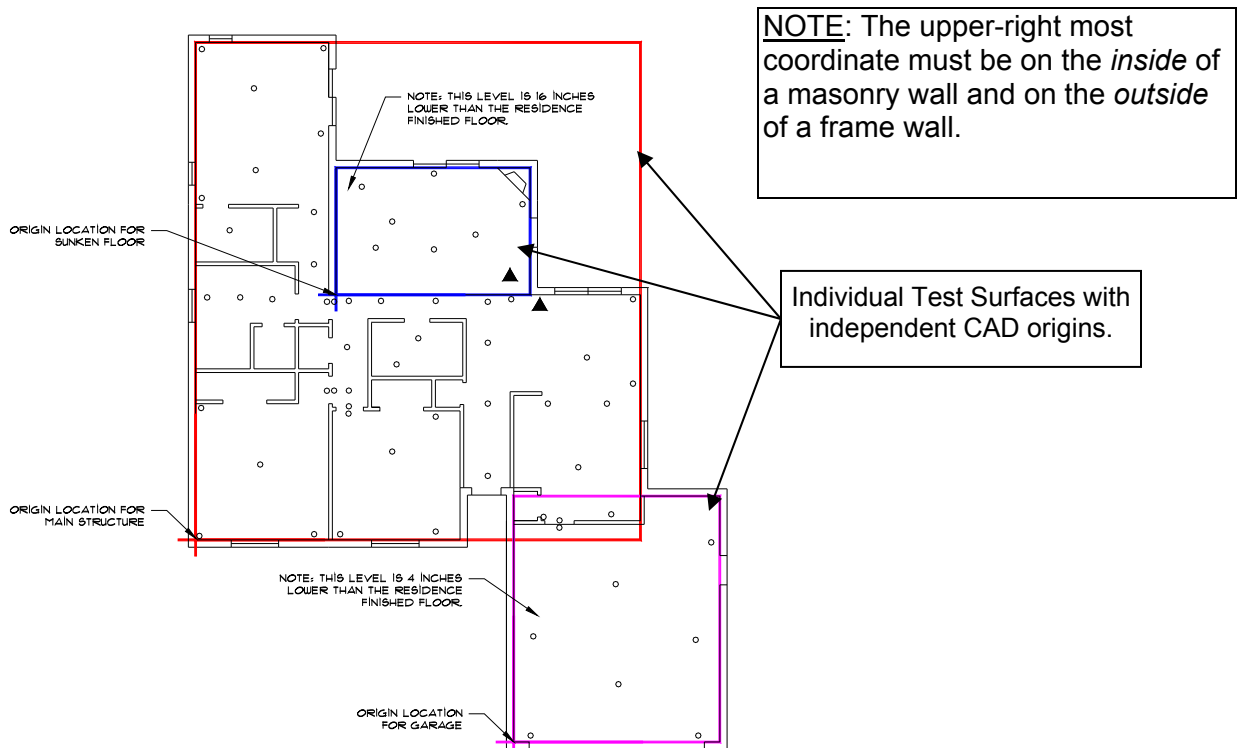 NOTE: The upper-right most
coordinate must be on the inside of
a masonry wall and on the outside
of a frame wall.
NOTE: THIS LEVEL IS 16 INCHES
LOWER THAN THE RESIDENCE
FINISHED FLOOR.
ORIGIN LOCATION FOR
SUNKEN FLOOR
Individual Test Surfaces with
independent CAD origins.
ORIGIN LOCATION FOR
MAIN STRUCTURE
NOTE: THIS LEVEL IS 4 INCHES
LOWER THAN THE RESIDENCE
FINISHED FLOOR.
ORIGIN LOCATION
FOR GARAGE